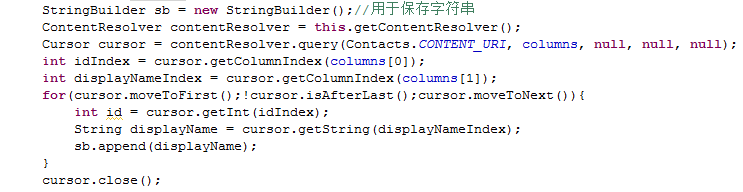 StringBuilder sb = new StringBuilder();//用于保存字符串
ContentResolver contentResolver = this.getContentResolver();
Cursor cursor = contentResolver.query(Contacts.CONTENT_URI, columns, null, null, null);
int idIndex = cursor.getColumnIndex(columns[0]);
int displayNameIndex = cursor.getColumnIndex(columns[1]);
for(cursor.moveToFirst();!cursor.isAfterLast();cursor.moveToNext()){
    int id = cursor.getInt(idIndex);
    String displayName = cursor.getString(displayNameIndex);
    sb.append(displayName);
}
cursor.close();